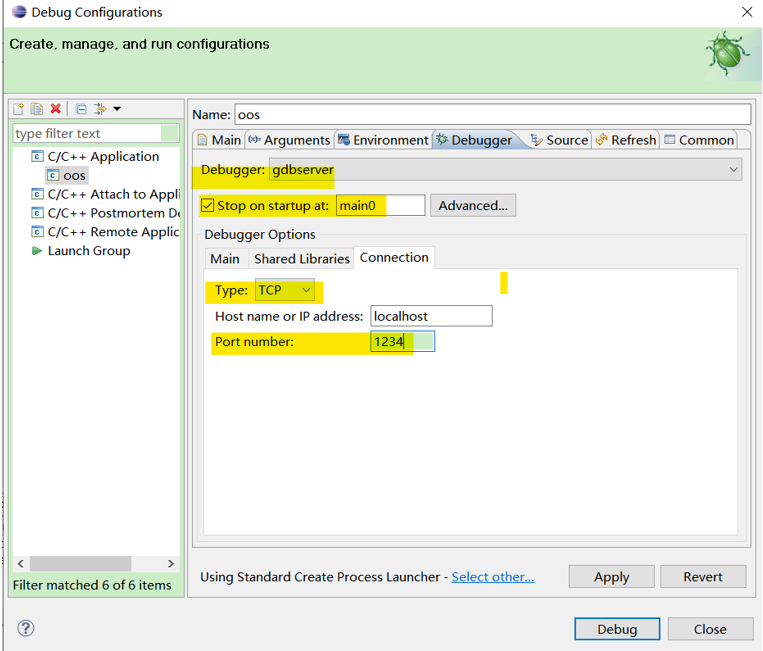 Debug Configurations
Create, manage, and run configurations
type filter text
C/C++ Application
oos
C/C++ Attach to Appli
C/C++ Postmortem De
C/C++ Remote Applic
Launch Group
Filter matched 6 of 6 items
Name: oos
Main Arguments Environment Debugger Source Refresh Common
Debugger: gdbserver
Stop on startup at: main0 Advanced...
Debugger Options
Main Shared Libraries Connection
Type: TCP
Host name or IP address: localhost
Port number: 1234
Using Standard Create Process Launcher - Select other... Apply Revert
Debug Close